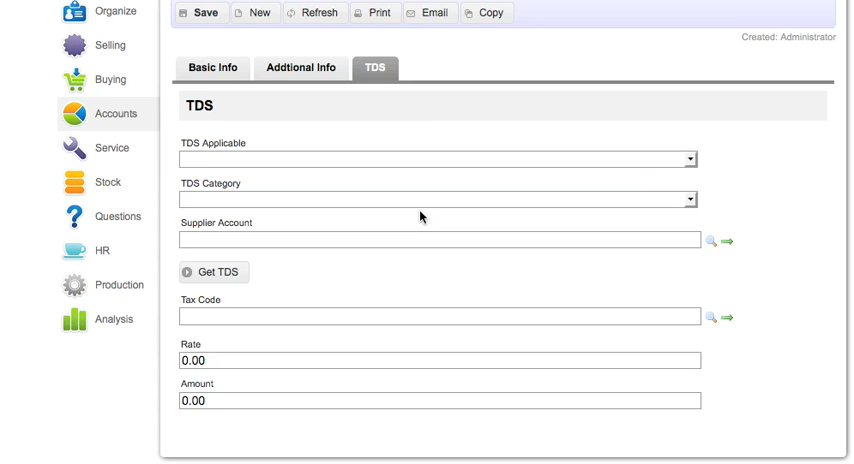 Organize
Selling
Buying
Accounts
Service
Stock
Questions
HR
Production
Analysis
Save New Refresh Print Email Copy
Created: Administrator
Basic Info Addtional Info TDS
TDS
TDS Applicable
TDS Category
Supplier Account
Get TDS
Tax Code
Rate
0.00
Amount
0.00